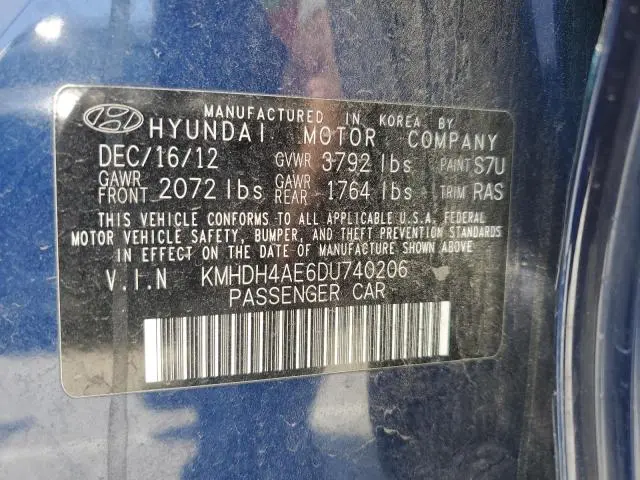 MANUFACTURED IN KOREA BY
HYUNDAI MOTOR COMPANY
DEC/16/12 GVWR 3792 lbs PAINT S7U
GAWR FRONT 2072 lbs GAWR REAR 1764 lbs TRIM RAS
THIS VEHICLE CONFORMS TO ALL APPLICABLE U.S.A. FEDERAL
MOTOR VEHICLE SAFETY, BUMPER, AND THEFT PREVENTION STANDARDS
IN EFFECT ON THE DATE OF MANUFACTURE SHOWN ABOVE.
V.I.N KMHDH4AE6DU740206
PASSENGER CAR